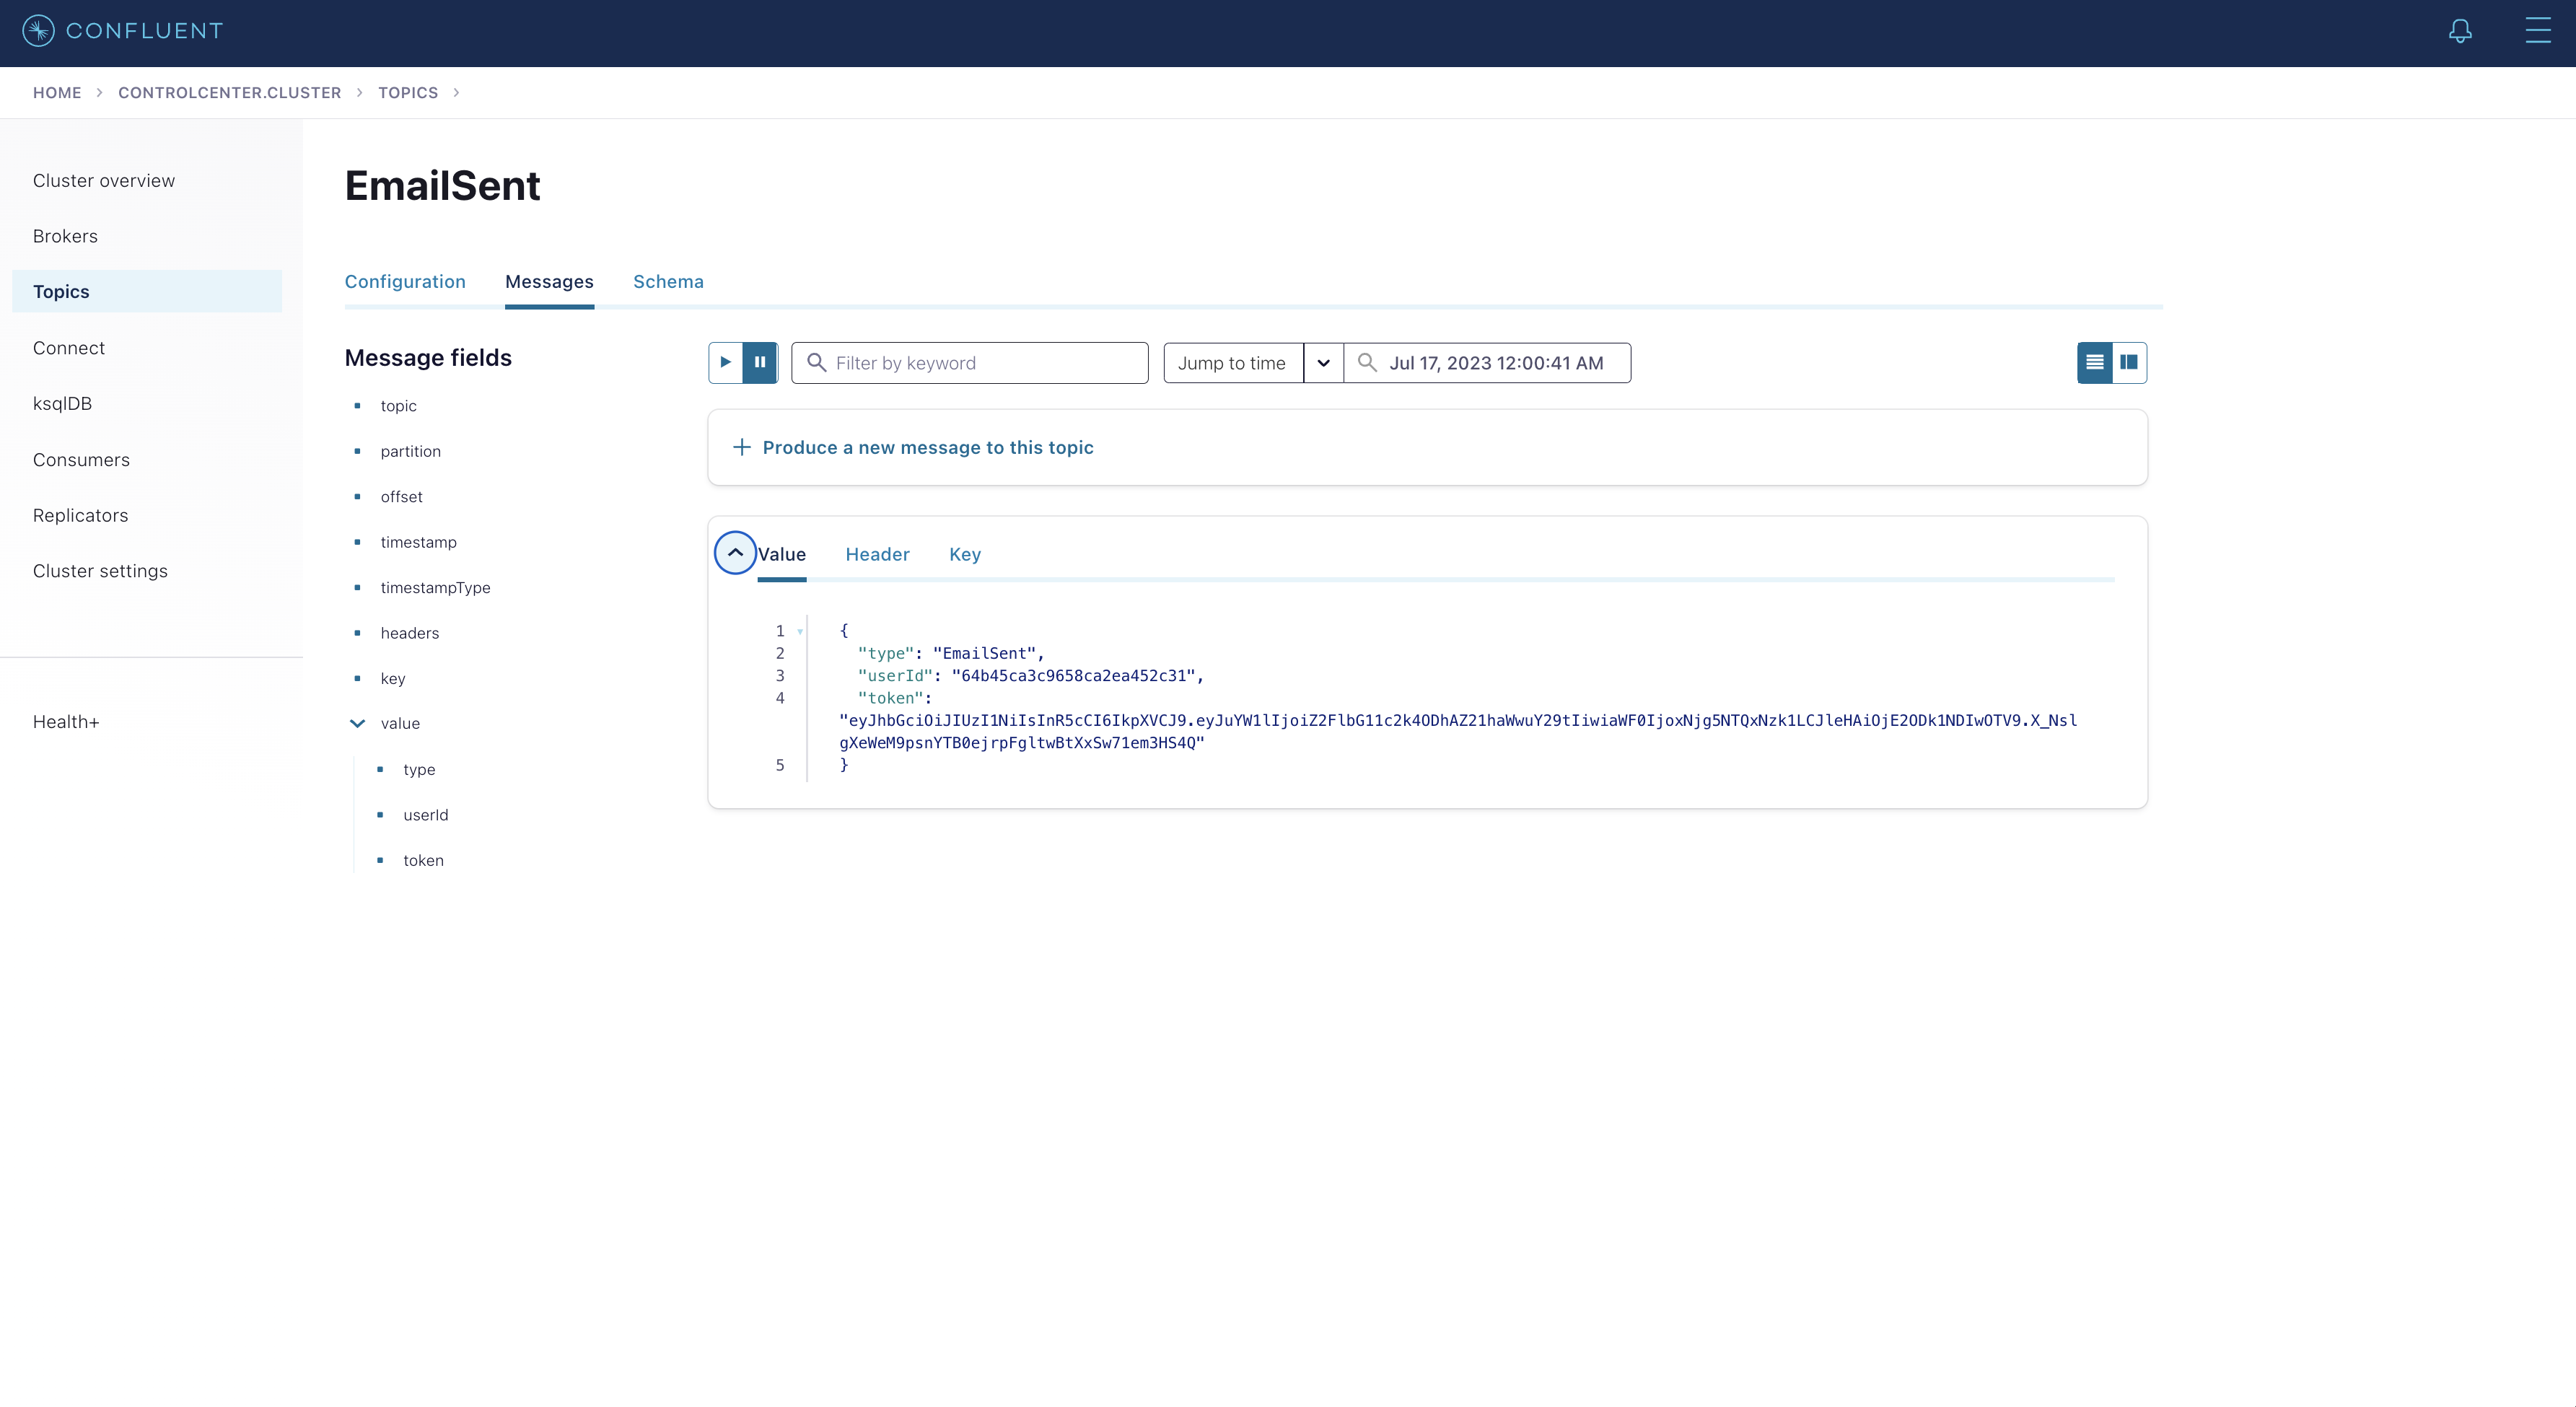 CONFLUENT
HOME > CONTROLCENTER.CLUSTER > TOPICS >
Cluster overview
Brokers
Topics
Connect
ksqlDB
Consumers
Replicators
Cluster settings
Health+
EmailSent
Configuration Messages Schema
Message fields
topic
partition
offset
timestamp
timestampType
headers
key
value
type
userId
token
Filter by keyword
Jump to time
Jul 17, 2023 12:00:41 AM
Produce a new message to this topic
Value Header Key
1 {
2 "type": "EmailSent",
3 "userId": "64b45ca3c9658ca2ea452c31",
4 "token":
"eyJhbGciOiJIUzI1NiIsInR5cCI6IkpXVCJ9.eyJuYW1lIjoiZ2FlbG11c2k4ODhAZ21haWwuY29tIiwiaWF0IjoxNjg5NTQxNzk1LCJleHAiOjE2ODk1NDIwOTV9.X_Nsl
gXeWeM9psnYTB0ejrpFgltwBtXxSw71em3HS4Q"
5 }